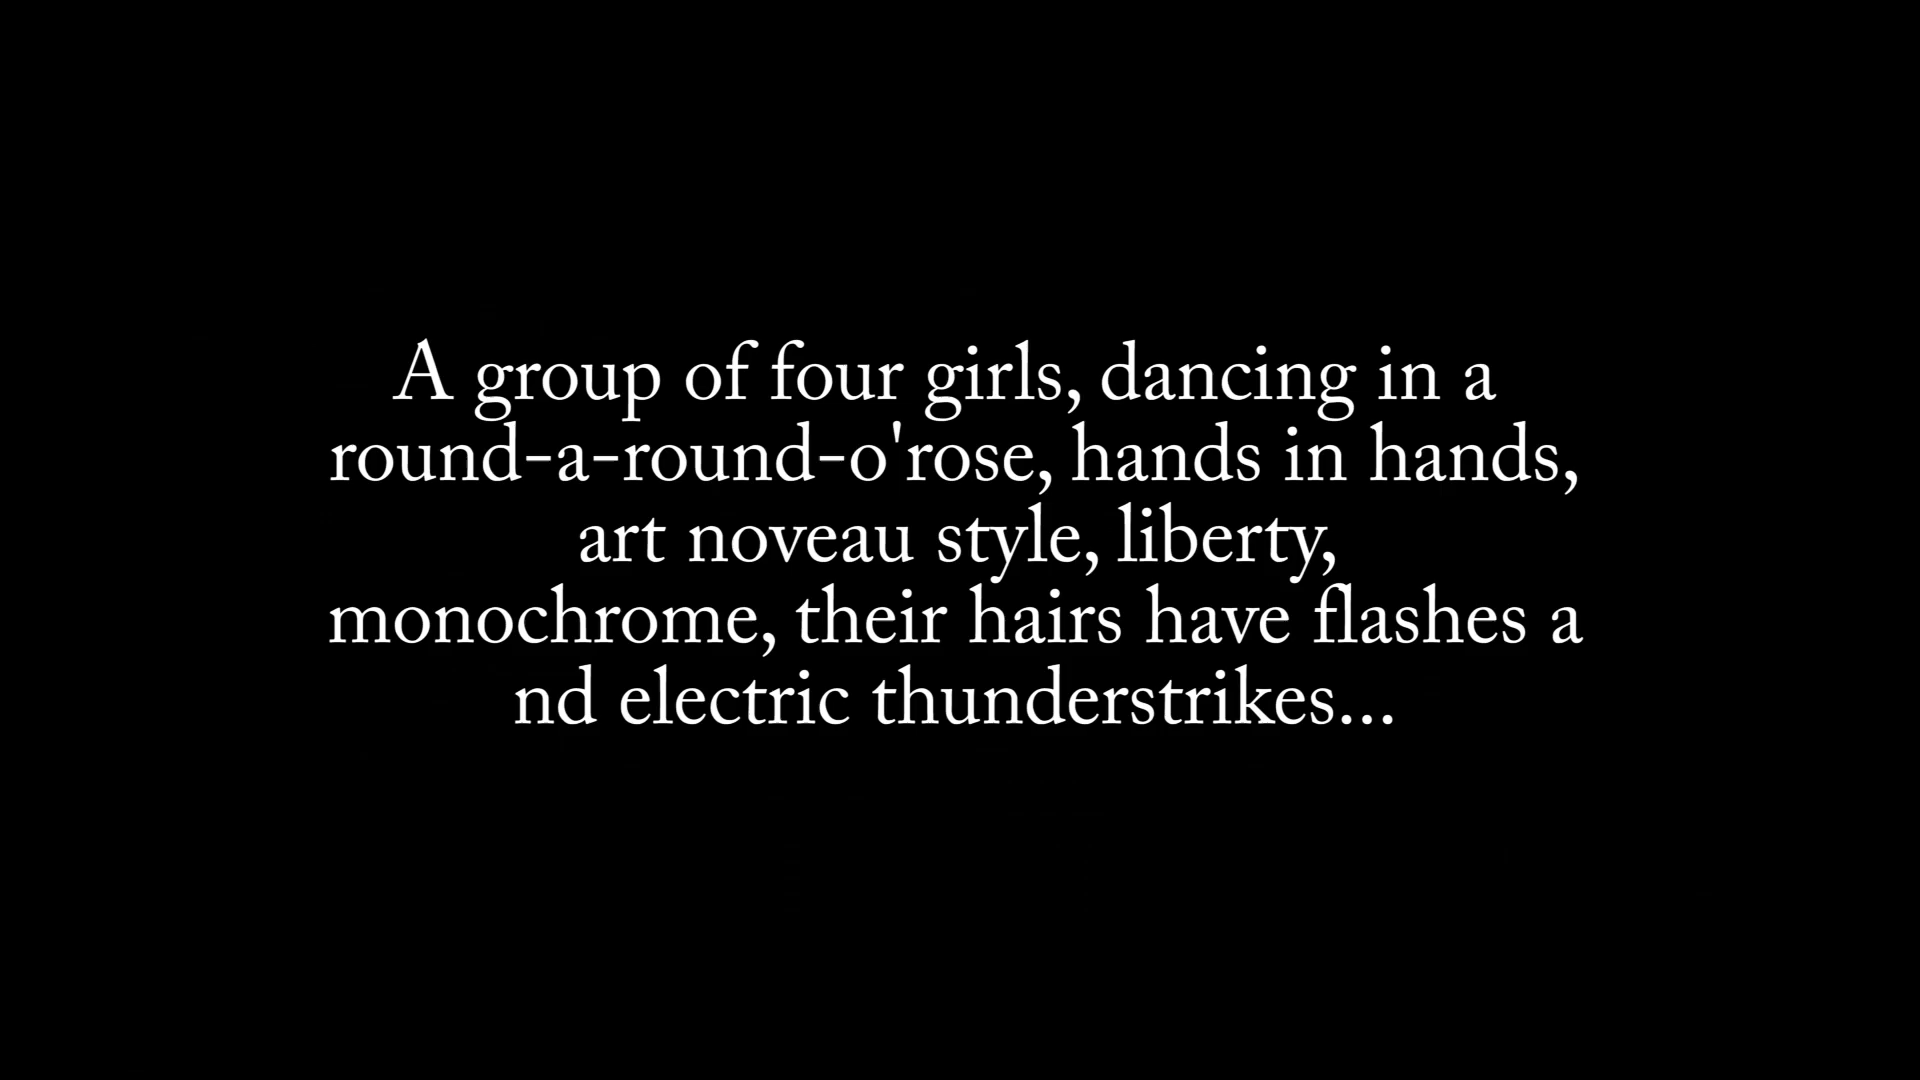 A group of four girls, dancing in a
round-a-round-o'rose, hands in hands,
art noveau style, liberty,
monochrome, their hairs have flashes a
nd electric thunderstrikes...